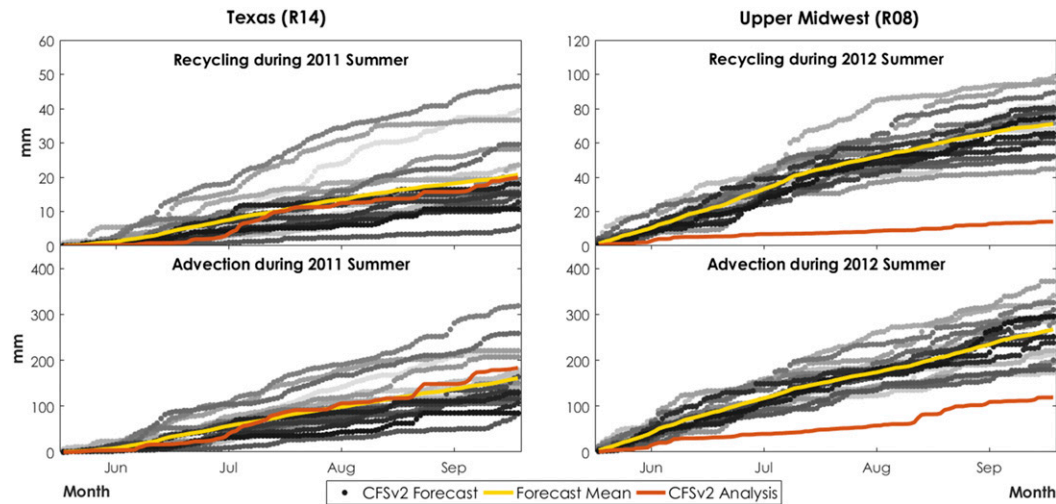 Texas (R14)
Upper Midwest (R08)
Recycling during 2011 Summer
60
50
40
30
20
10
0
mm
Recycling during 2012 Summer
120
100
80
60
40
20
0
Advection during 2011 Summer
400
300
200
100
0
mm
Jun
Jul
Aug
Sep
Advection during 2012 Summer
400
300
200
100
0
Jun
Jul
Aug
Sep
Month
CFSv2 Forecast
Forecast Mean
CFSv2 Analysis
Month